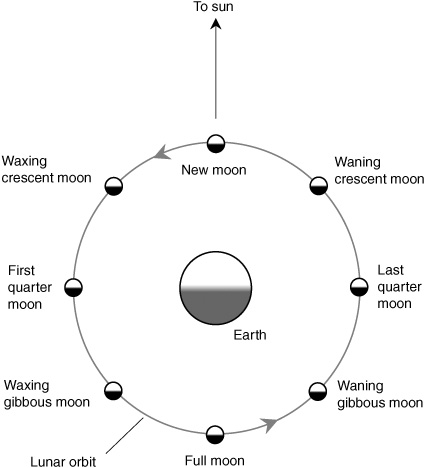 To sun
New moon
Waxing
crescent moon
Waning
crescent moon
First
quarter
moon
Last
quarter
moon
Earth
Waxing
gibbous moon
Waning
gibbous moon
Lunar orbit
Full moon